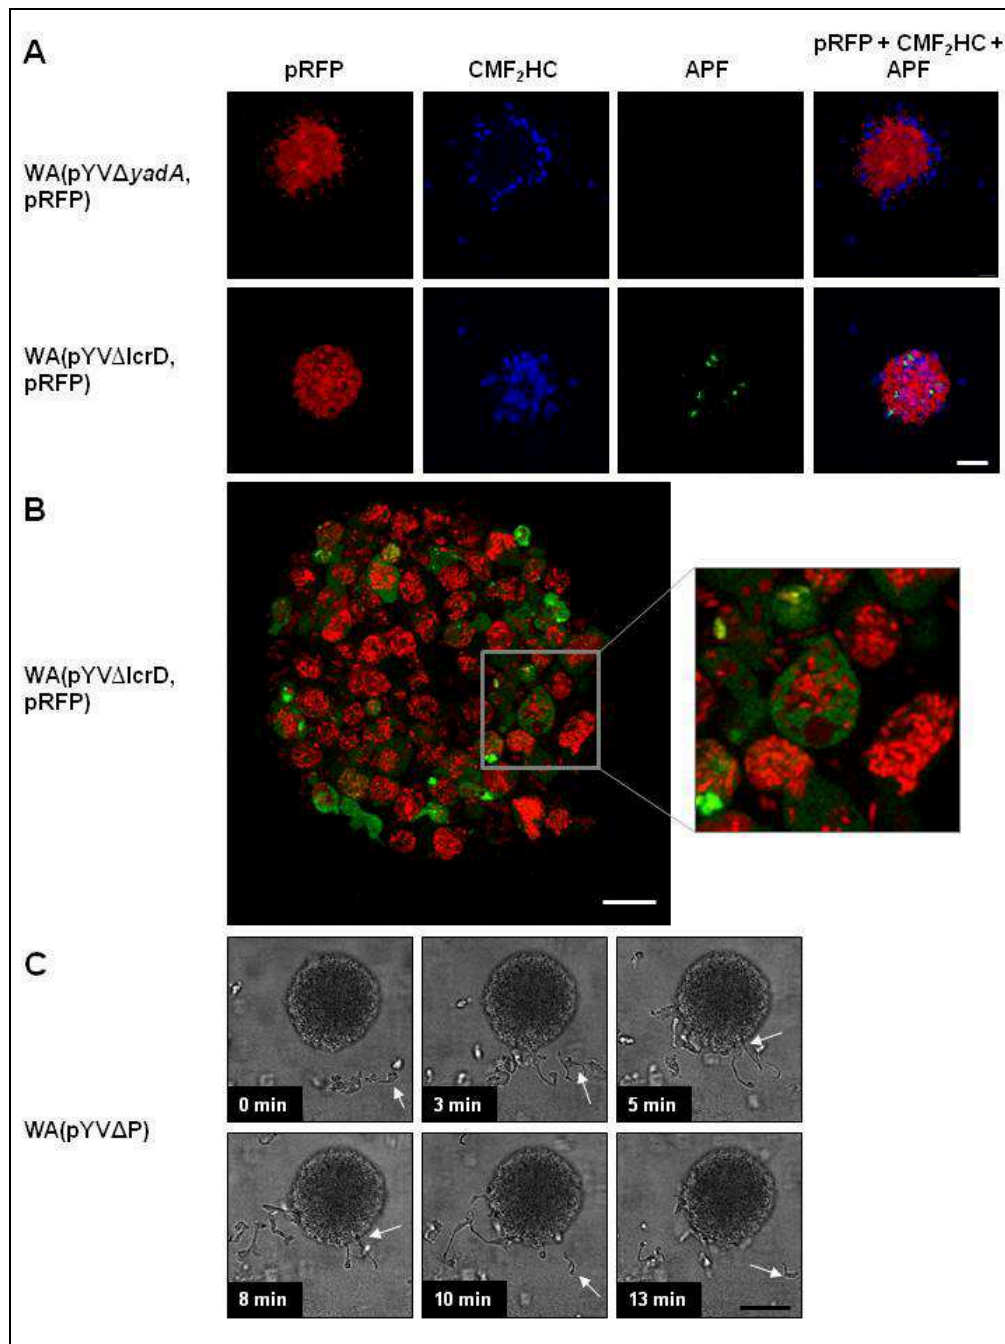 A
pRFP
CMF₂HC
APF
pRFP + CMF₂HC +
APF
WA(pYVΔyadA,
pRFP)
WA(pYVΔlcrD,
pRFP)
B
WA(pYVΔlcrD,
pRFP)
C
0 min
3 min
5 min
WA(pYVΔP)
8 min
10 min
13 min